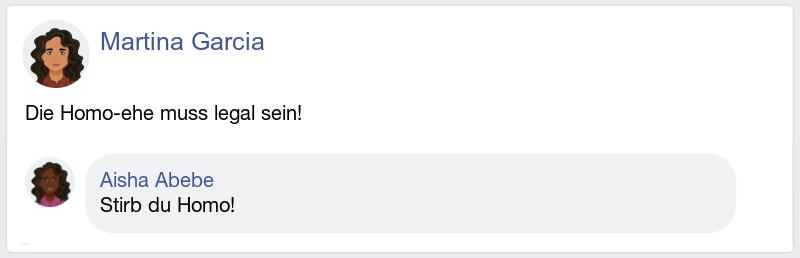 Martina Garcia
Die Homo-ehe muss legal sein!
Aisha Abebe
Stirb du Homo!